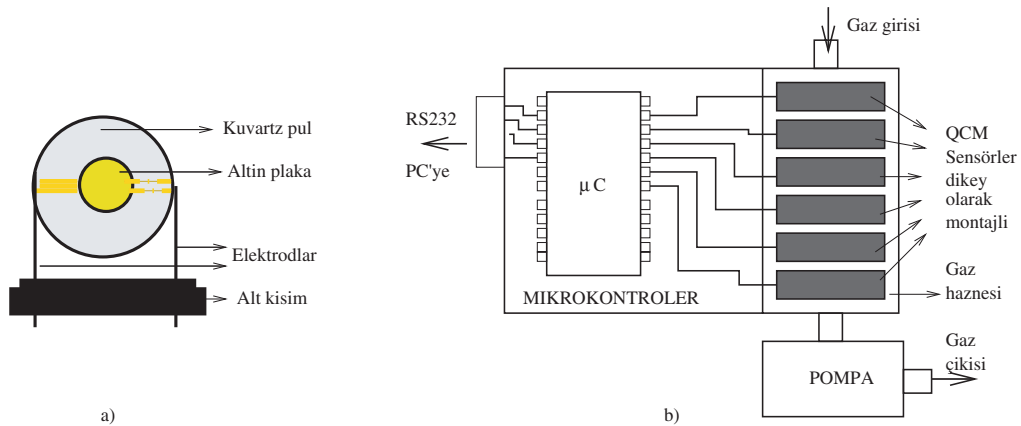 Kuvartz pul
Altin plaka
Elektrodlar
Alt kisim
a)
Gaz girisi
RS232
PC'ye
µC
MIKROKONTROLER
QCM
Sensörler
dikey
olarak
montajli
Gaz
haznesi
POMPA
Gaz
çikisi
b)